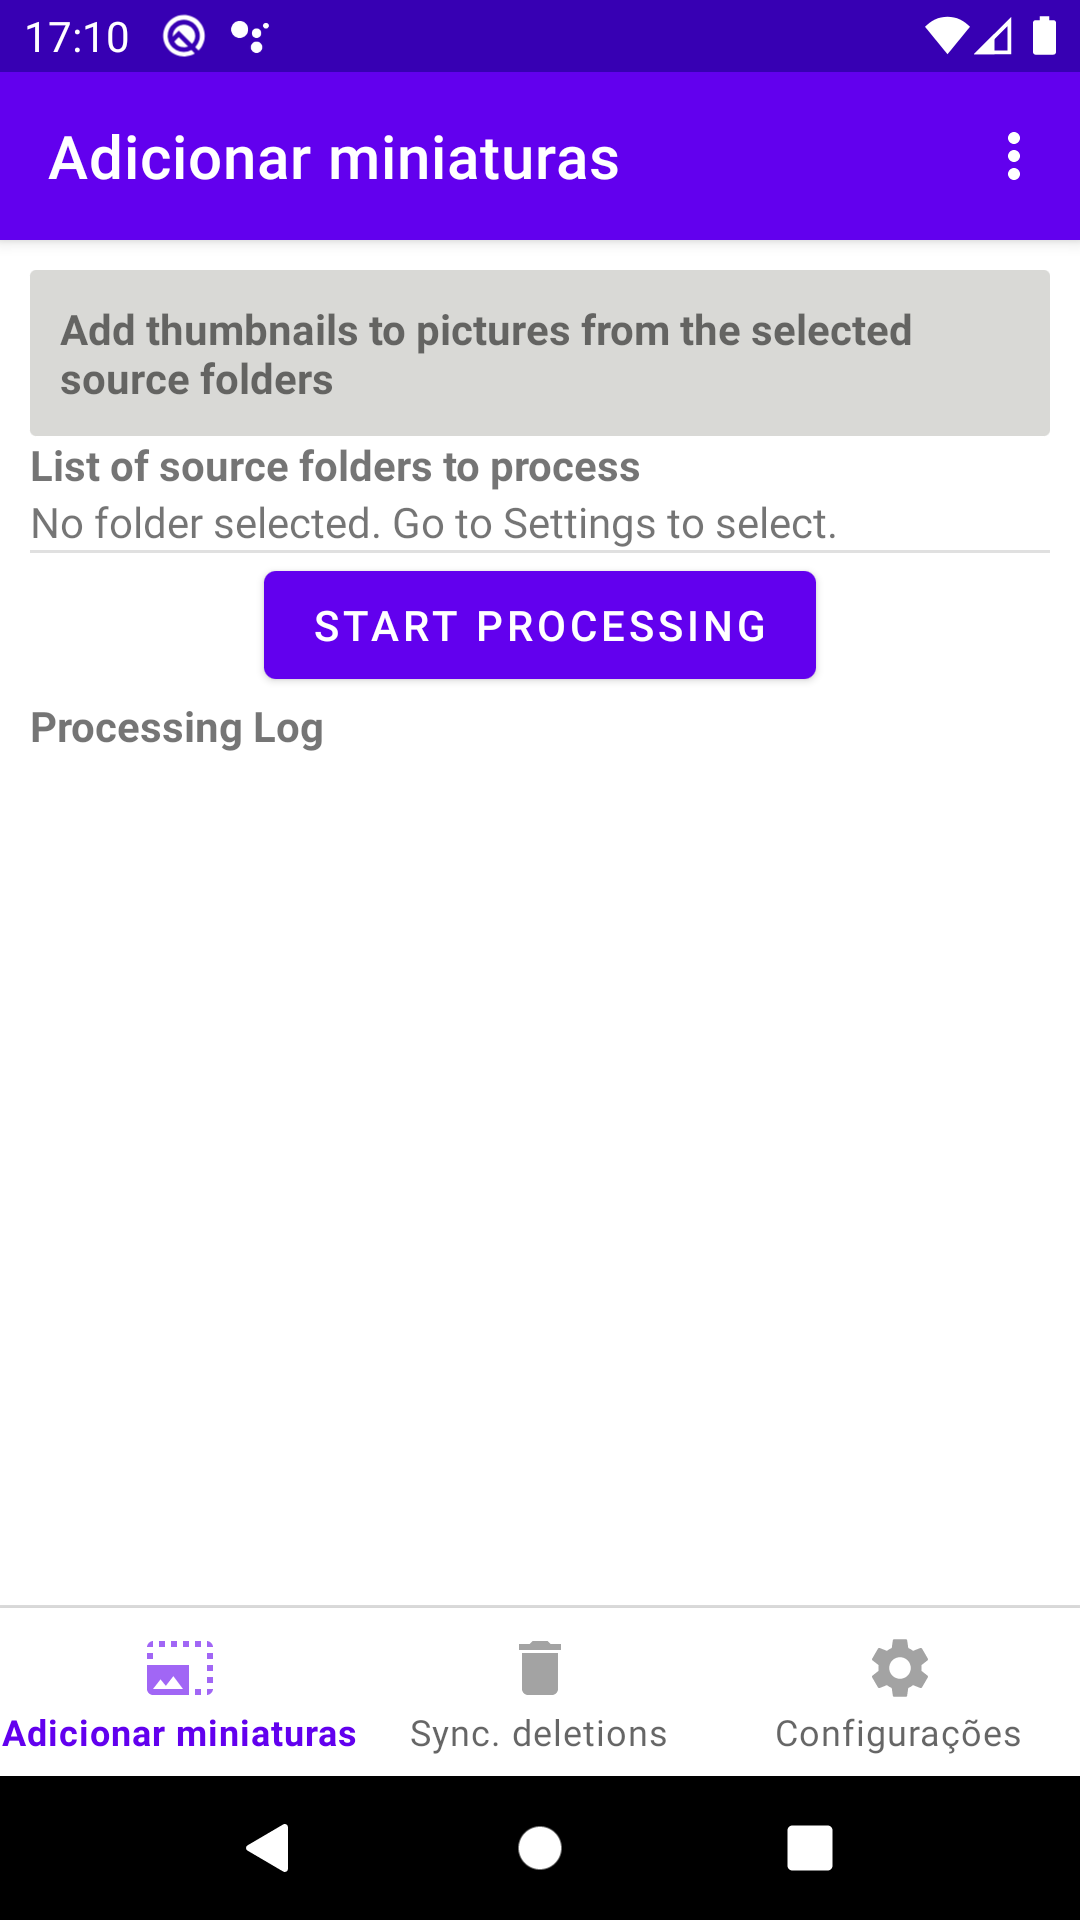 17:10
Adicionar miniaturas
Add thumbnails to pictures from the selected
source folders
List of source folders to process
No folder selected. Go to Settings to select.
START PROCESSING
Processing Log
Adicionar miniaturas
Sync. deletions
Configurações